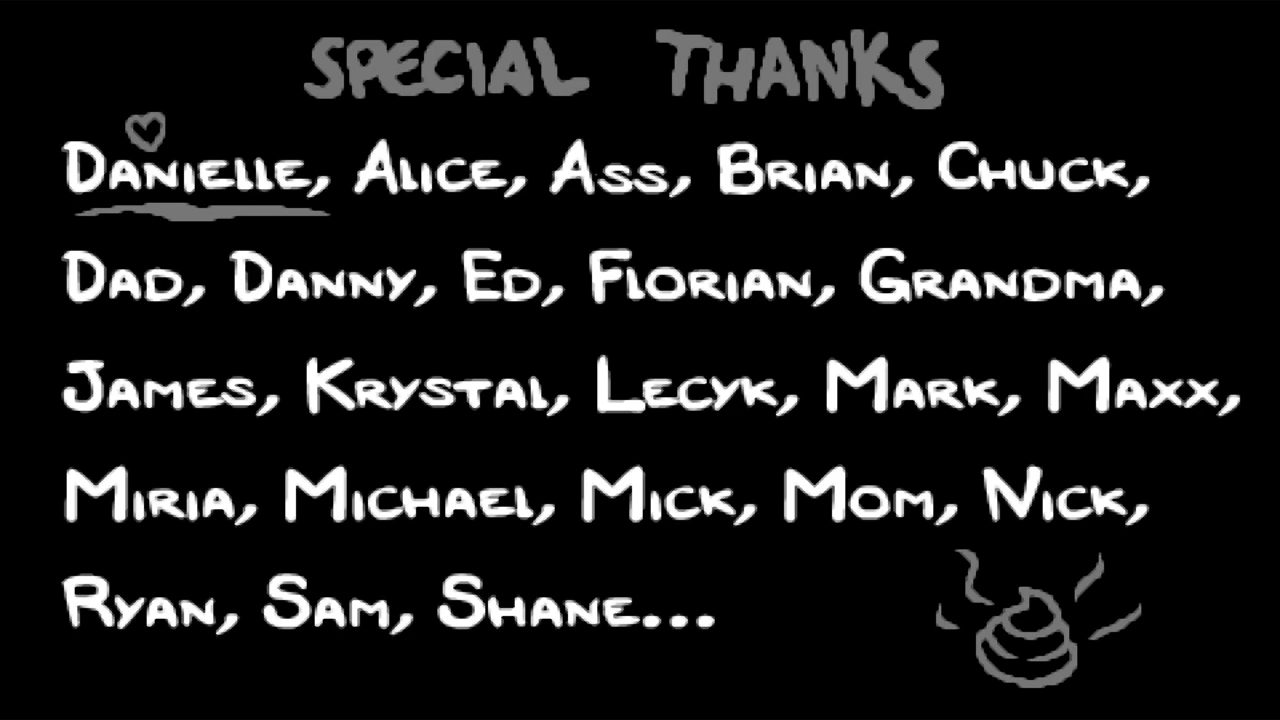 SPECIAL THANKS
DANIELLE, ALICE, ASS, BRIAN, CHUCK,
DAD, DANNY, ED, FLORIAN, GRANDMA,
JAMES, KRYSTAL, LECYK, MARK, MAXX,
MIRIA, MICHAEL, MICK, MOM, NICK,
RYAN, SAM, SHANE...